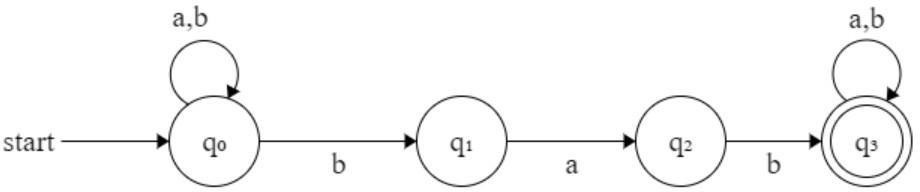 a,b a,b
start q₀ q₁ q₂ q₃
b a b